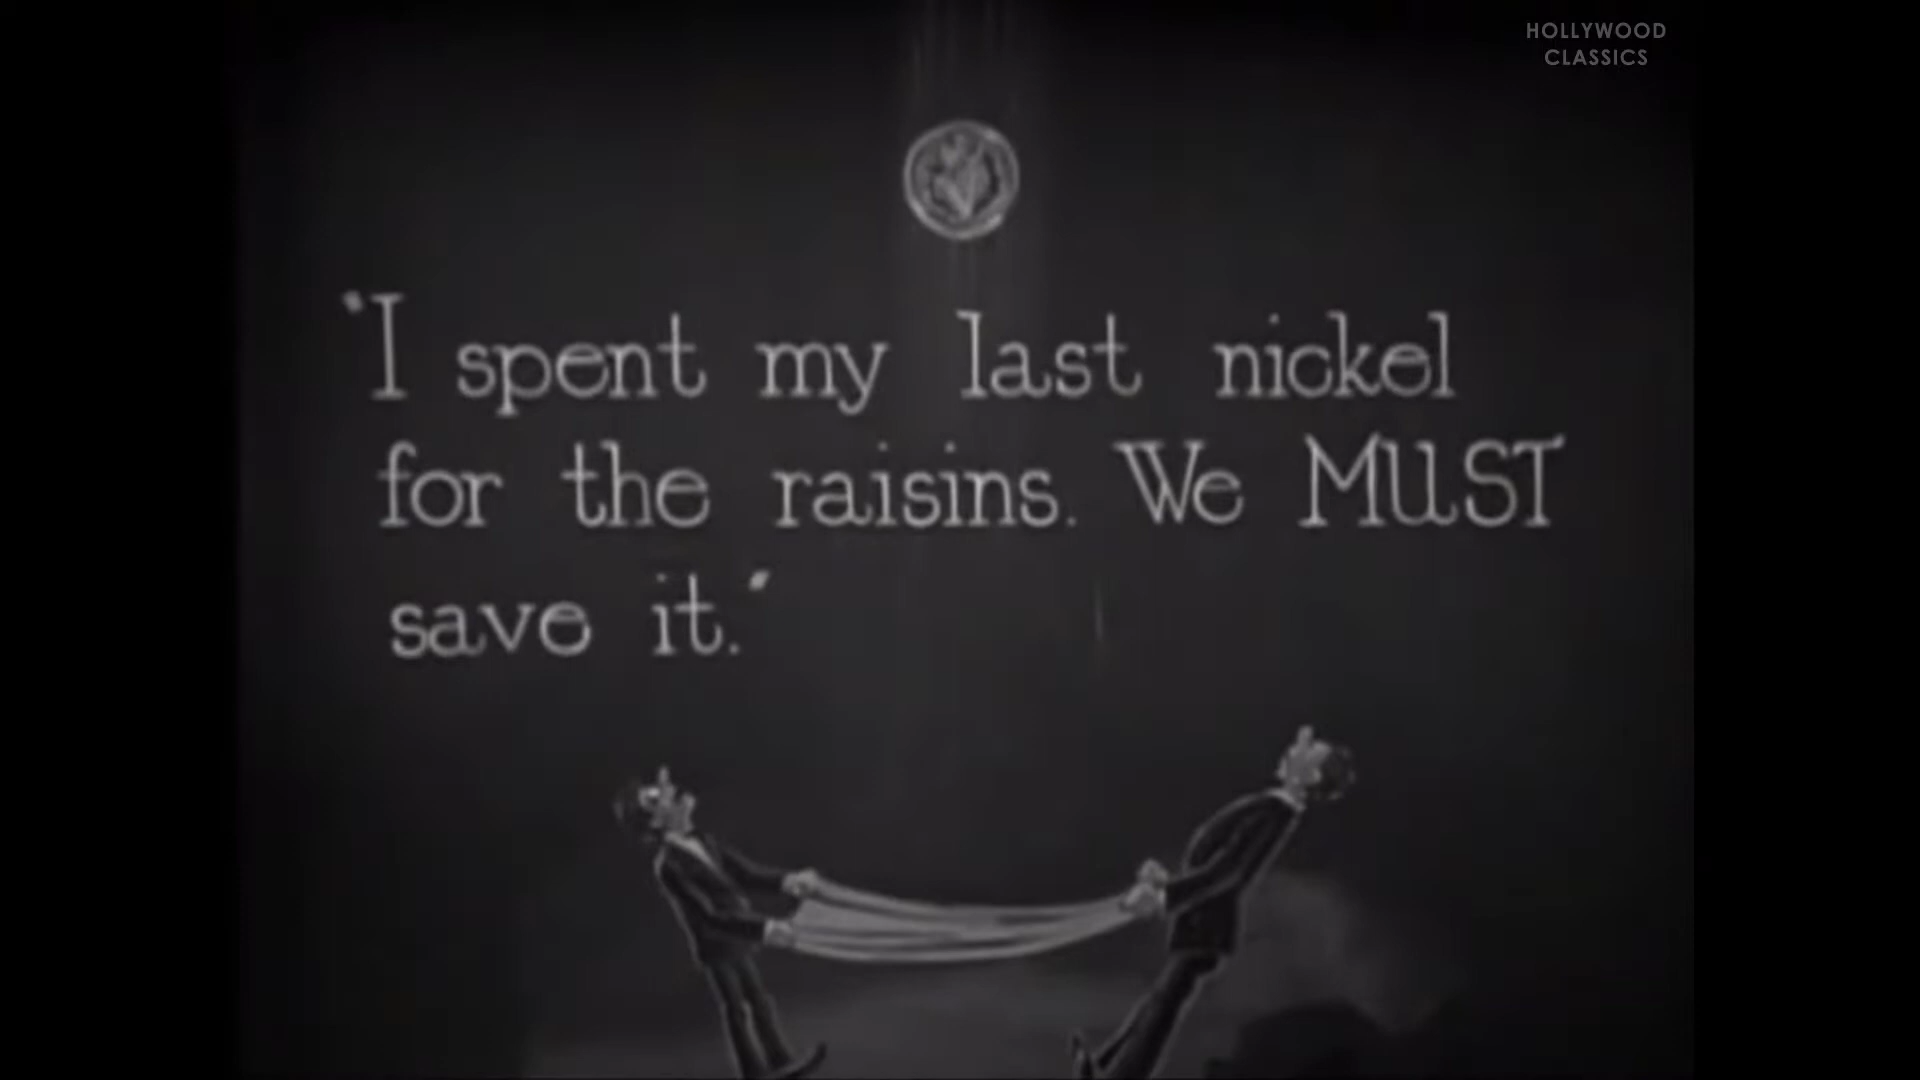 HOLLYWOOD
CLASSICS
"I spent my last nickel
for the raisins. We MUST
save it."